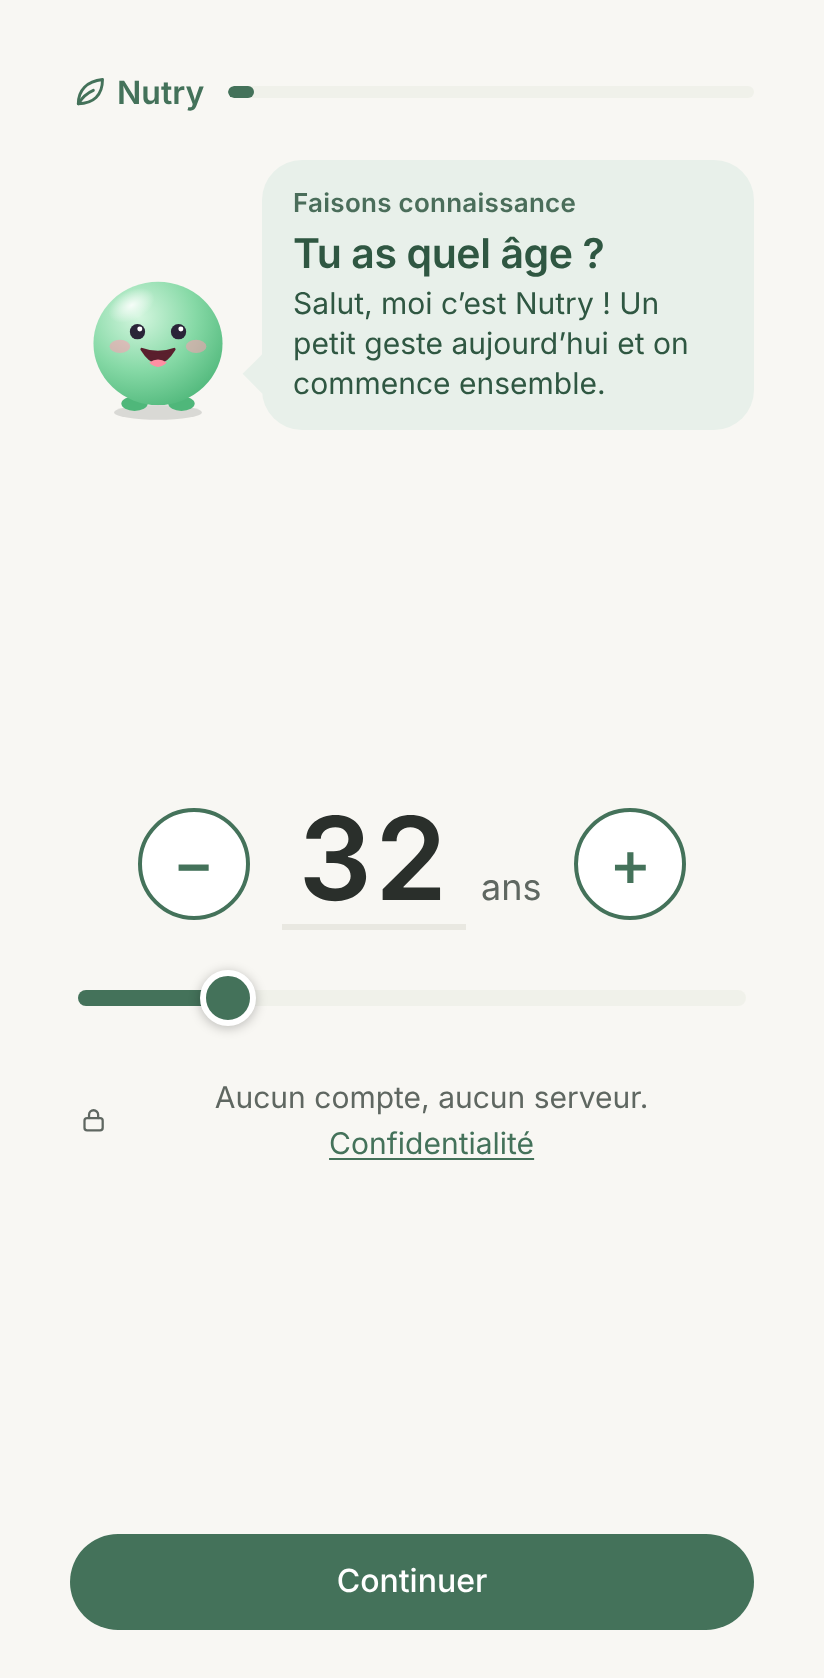 Nutry
Faisons connaissance
Tu as quel âge ?
Salut, moi c’est Nutry ! Un
petit geste aujourd’hui et on
commence ensemble.
− 32 ans +
Aucun compte, aucun serveur.
Confidentialité
Continuer